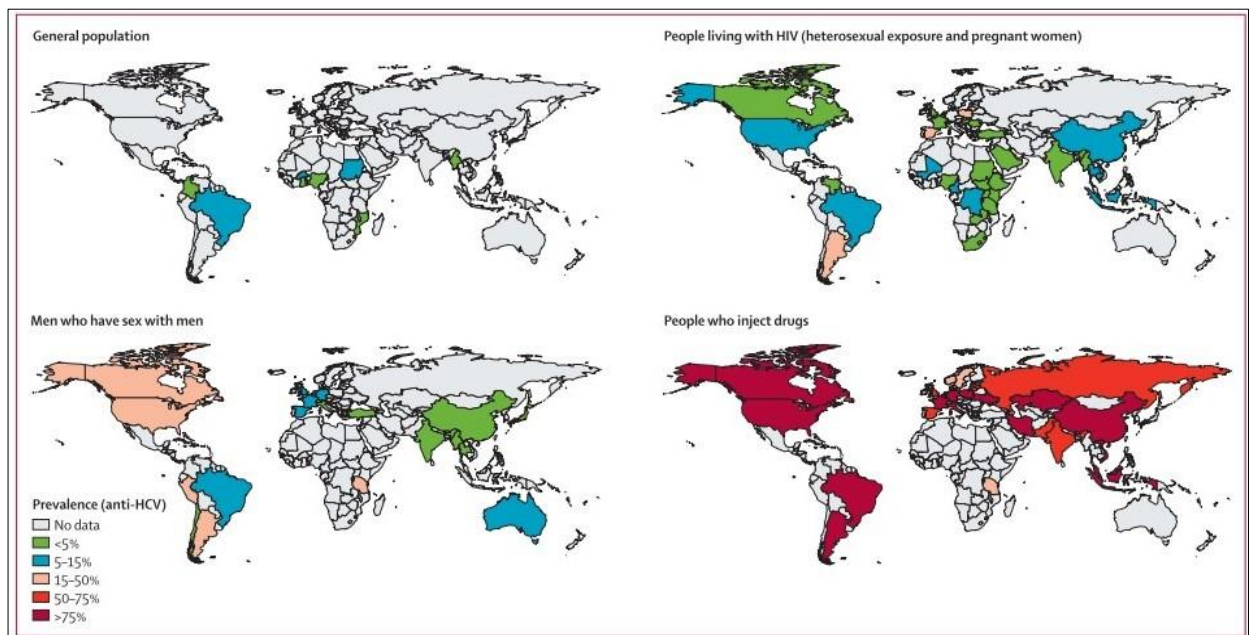 General population
People living with HIV (heterosexual exposure and pregnant women)
Men who have sex with men
People who inject drugs
Prevalence (anti-HCV)
No data
<5%
5–15%
15–50%
50–75%
>75%